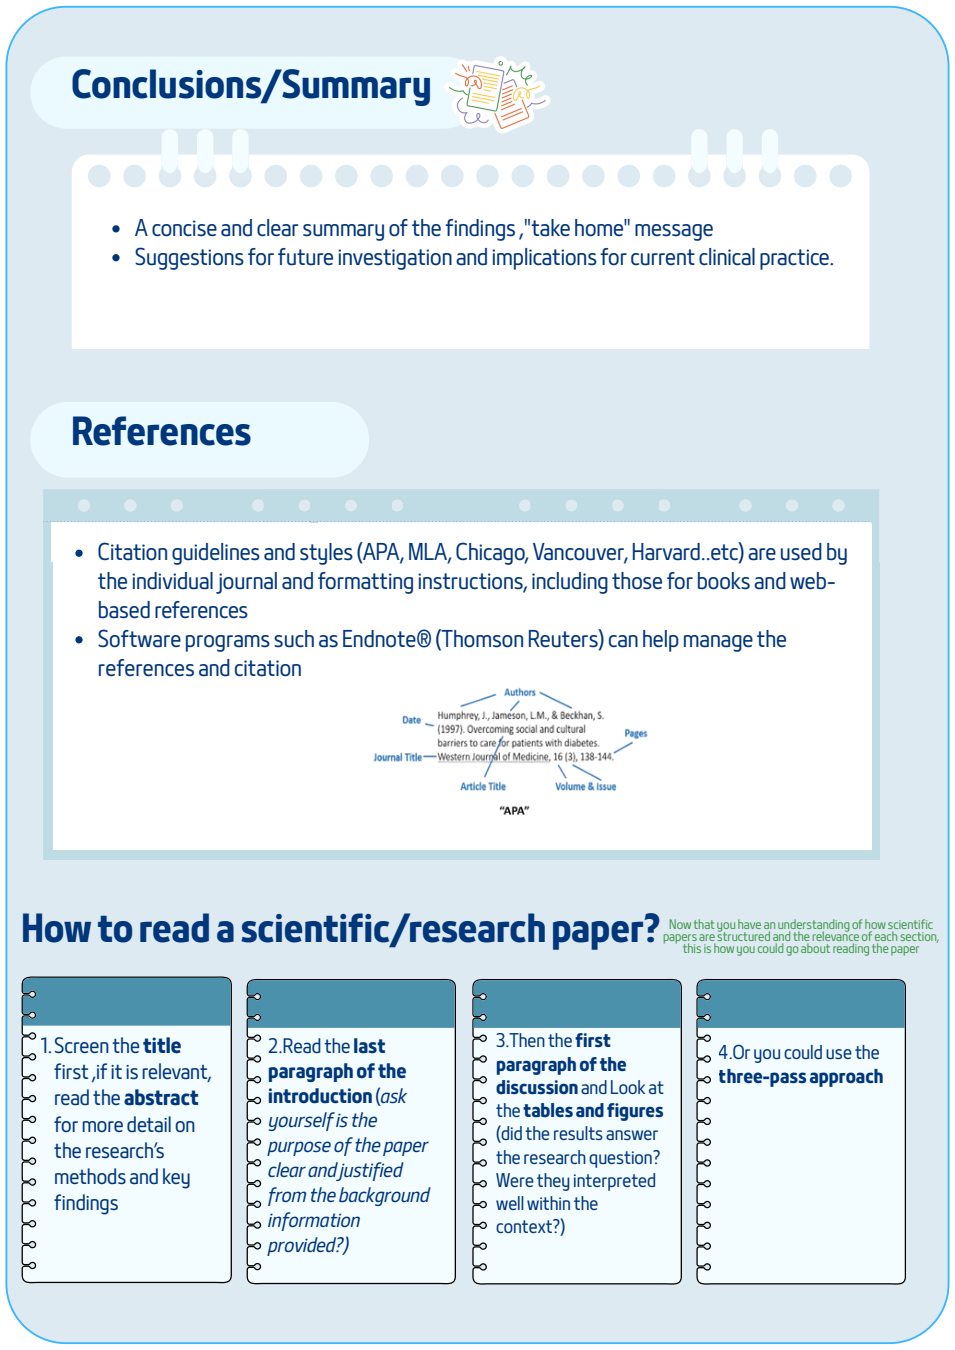 Conclusions/Summary
• A concise and clear summary of the findings ,"take home" message
• Suggestions for future investigation and implications for current clinical practice.
References
• Citation guidelines and styles (APA, MLA, Chicago, Vancouver, Harvard..etc) are used by
the individual journal and formatting instructions, including those for books and web-
based references
• Software programs such as Endnote® (Thomson Reuters) can help manage the
references and citation
Authors
Date
Humphrey, J., Jameson, L.M., & Beckhan, S.
(1997). Overcoming social and cultural
barriers to care for patients with diabetes.
Pages
Journal Title
Western Journal of Medicine, 16 (3), 138-144.
Article Title
Volume & Issue
"APA"
How to read a scientific/research paper?
Now that you have an understanding of how scientific
papers are structured and the relevance of each section,
this is how you could go about reading the paper
1. Screen the title
first ,if it is relevant,
read the abstract
for more detail on
the research's
methods and key
findings
2.Read the last
paragraph of the
introduction (ask
yourself is the
purpose of the paper
clear and justified
from the background
information
provided?)
3.Then the first
paragraph of the
discussion and Look at
the tables and figures
(did the results answer
the research question?
Were they interpreted
well within the
context?)
4.Or you could use the
three-pass approach